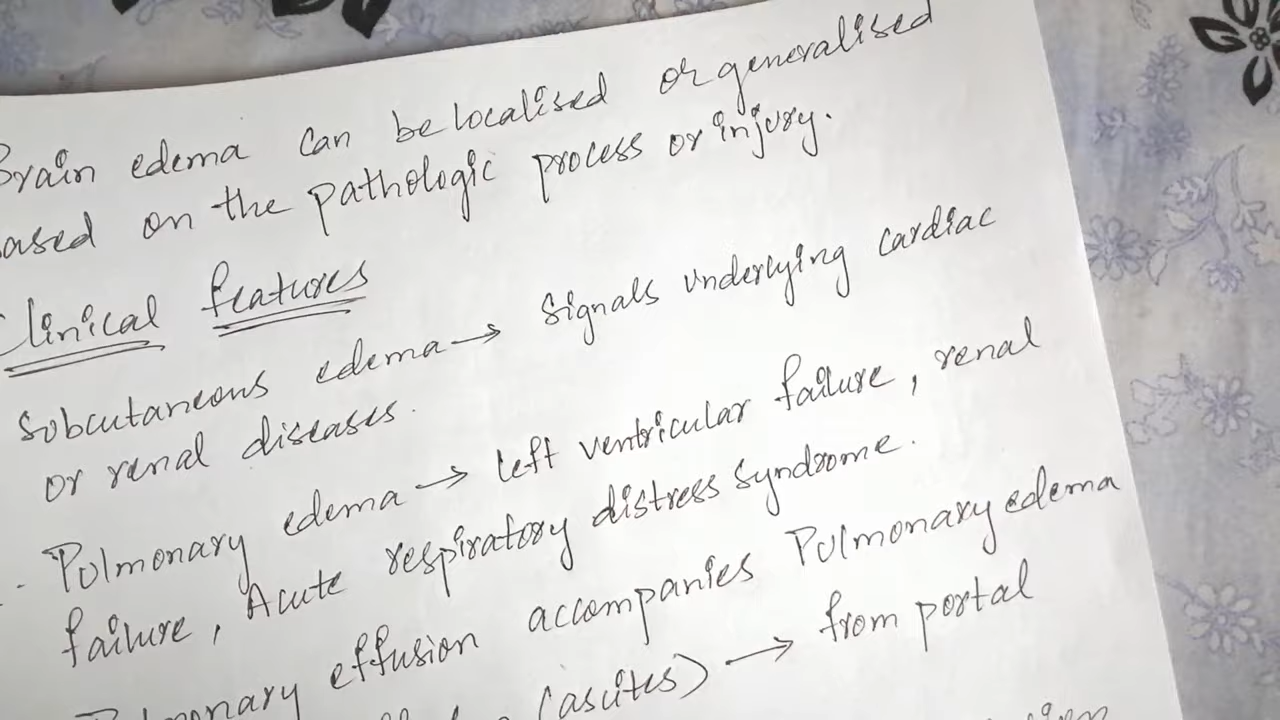 Brain edema can be localised or generalised
based on the pathologic process or injury.
Clinical features
Subcutaneous edema → Signals underlying cardiac
or renal diseases.
Pulmonary edema → left ventricular failure, renal
failure, Acute respiratory distress syndrome.
Pulmonary effusion accompanies Pulmonary edema
(ascites) → from portal